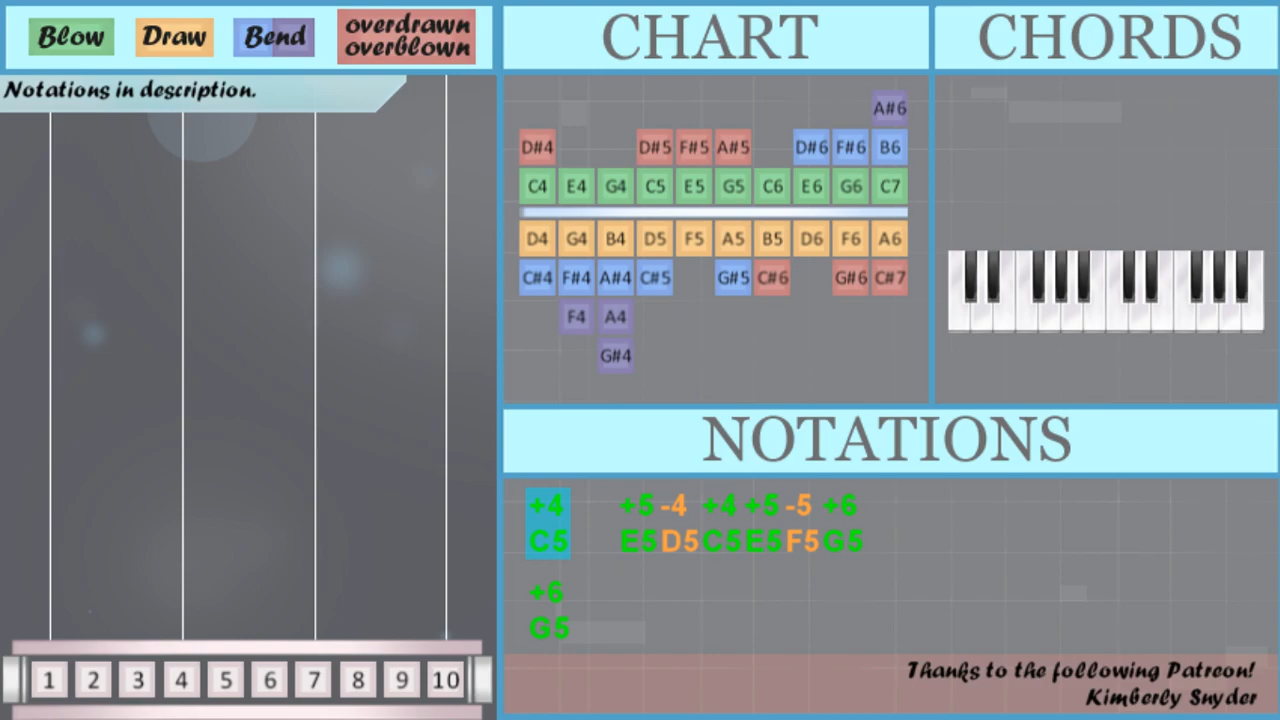 Blow Draw Bend overdrawn
overblown
CHART
CHORDS
Notations in description.
A#6
D#4 D#5 F#5 A#5 D#6 F#6 B6
C4 E4 G4 C5 E5 G5 C6 E6 G6 C7
D4 G4 B4 D5 F5 A5 B5 D6 F6 A6
C#4 F#4 A#4 C#5 G#5 C#6 G#6 C#7
F4 A4
G#4
NOTATIONS
+4 +5 -4 +4 +5 -5 +6
C5 E5 D5 C5 E5 F5 G5
+6
G5
1 2 3 4 5 6 7 8 9 10
Thanks to the following Patreon!
Kimberly Snyder